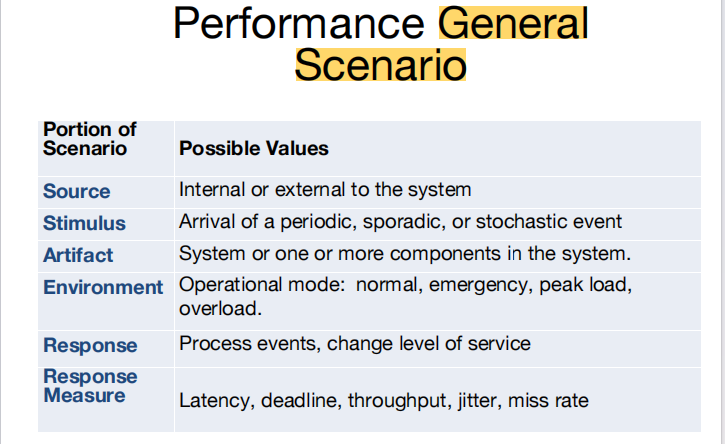 Performance General
Scenario
Portion of
Scenario
Possible Values
Source
Internal or external to the system
Stimulus
Arrival of a periodic, sporadic, or stochastic event
Artifact
System or one or more components in the system.
Environment
Operational mode:  normal, emergency, peak load,
overload.
Response
Process events, change level of service
Response
Measure
Latency, deadline, throughput, jitter, miss rate